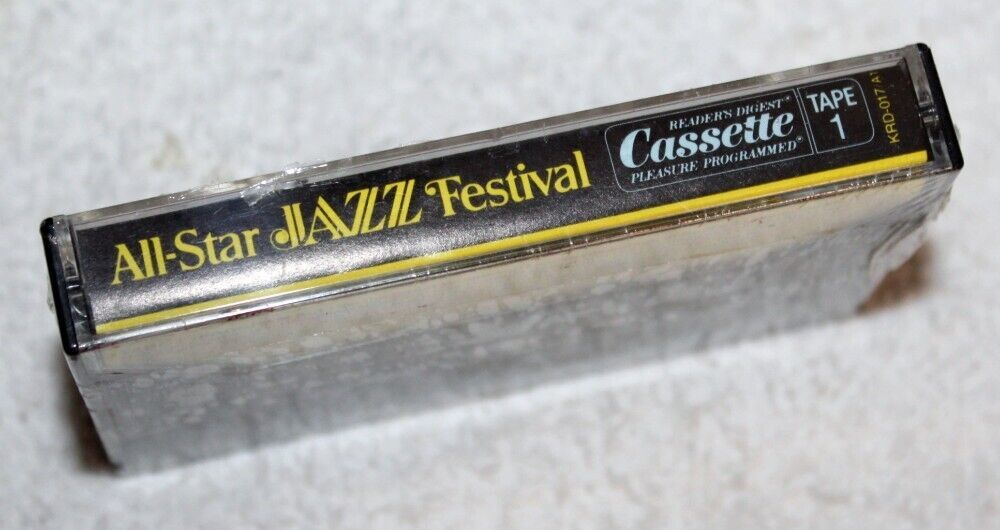 All-Star JAZZ Festival
READER'S DIGEST®
Cassette
PLEASURE PROGRAMMED®
TAPE
1
KRD-017/A1